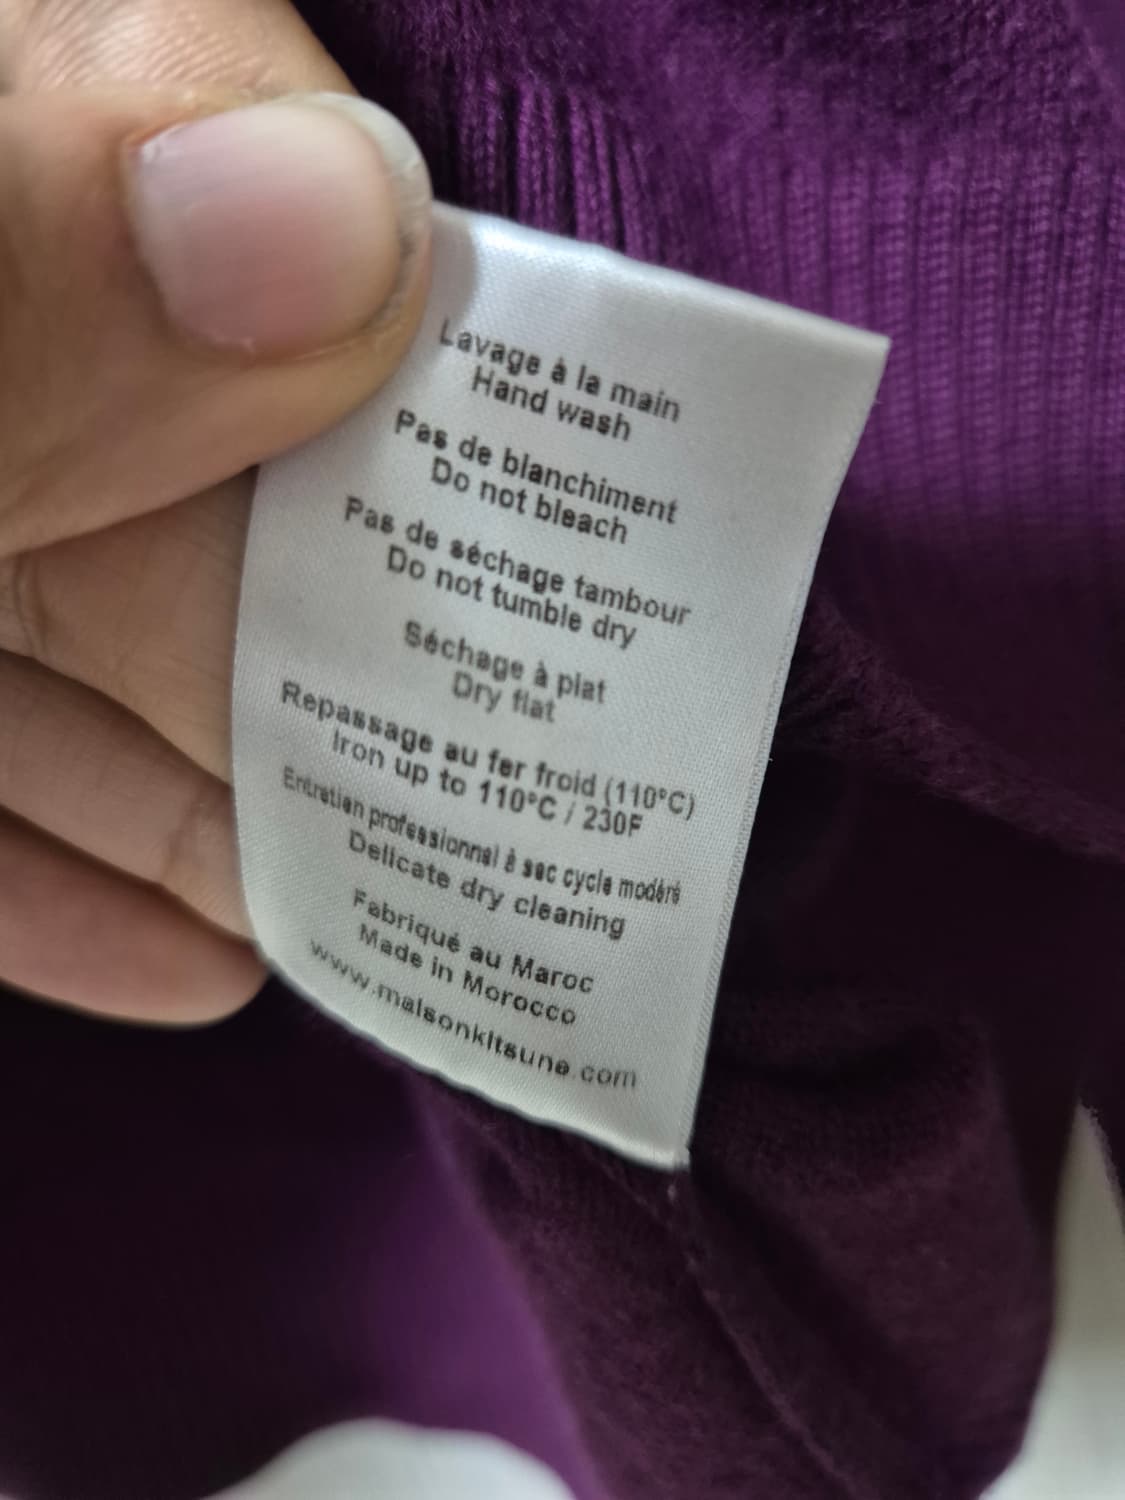 Lavage à la main
Hand wash
Pas de blanchiment
Do not bleach
Pas de séchage tambour
Do not tumble dry
Séchage à plat
Dry flat
Repassage au fer froid (110°C)
Iron up to 110°C / 230F
Entretien professionnel à sec cycle modéré
Delicate dry cleaning
Fabriqué au Maroc
Made in Morocco
www.maisonkitsune.com